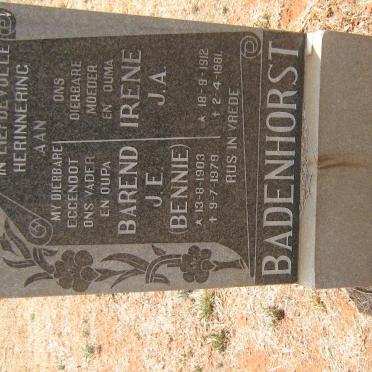 IN LIEFDEVOLLE
HERINNERING
AAN
MY DIERBARE
EGGENOOT
ONS VADER
EN OUPA
BAREND
J.E.
(BENNIE)
* 13-8-1903
† 9-7-1979
ONS
DIERBARE
MOEDER
EN OUMA
IRENE
J.A.
* 18-9-1912
† 2-4-1981
RUS IN VREDE
BADENHORST